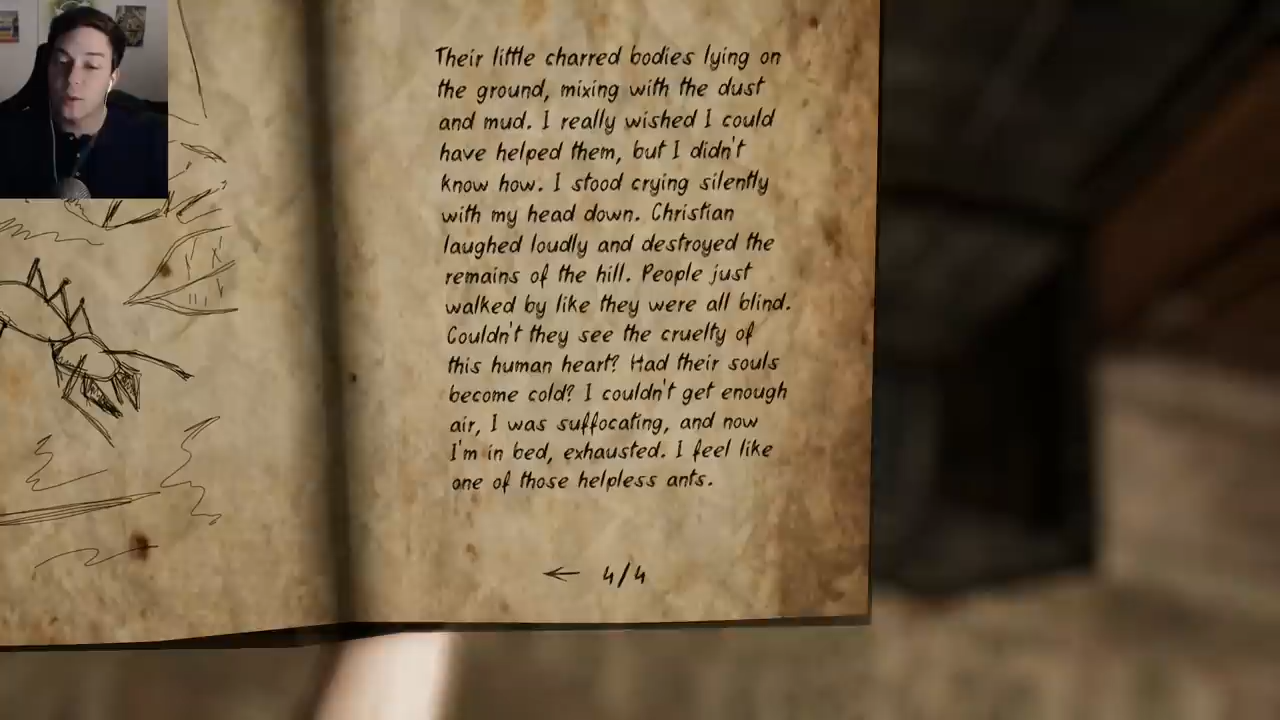 Their little charred bodies lying on
the ground, mixing with the dust
and mud. I really wished I could
have helped them, but I didn't
know how. I stood crying silently
with my head down. Christian
laughed loudly and destroyed the
remains of the hill. People just
walked by like they were all blind.
Couldn't they see the cruelty of
this human heart? Had their souls
become cold? I couldn't get enough
air, I was suffocating, and now
I'm in bed, exhausted. I feel like
one of those helpless ants.
← 4/4